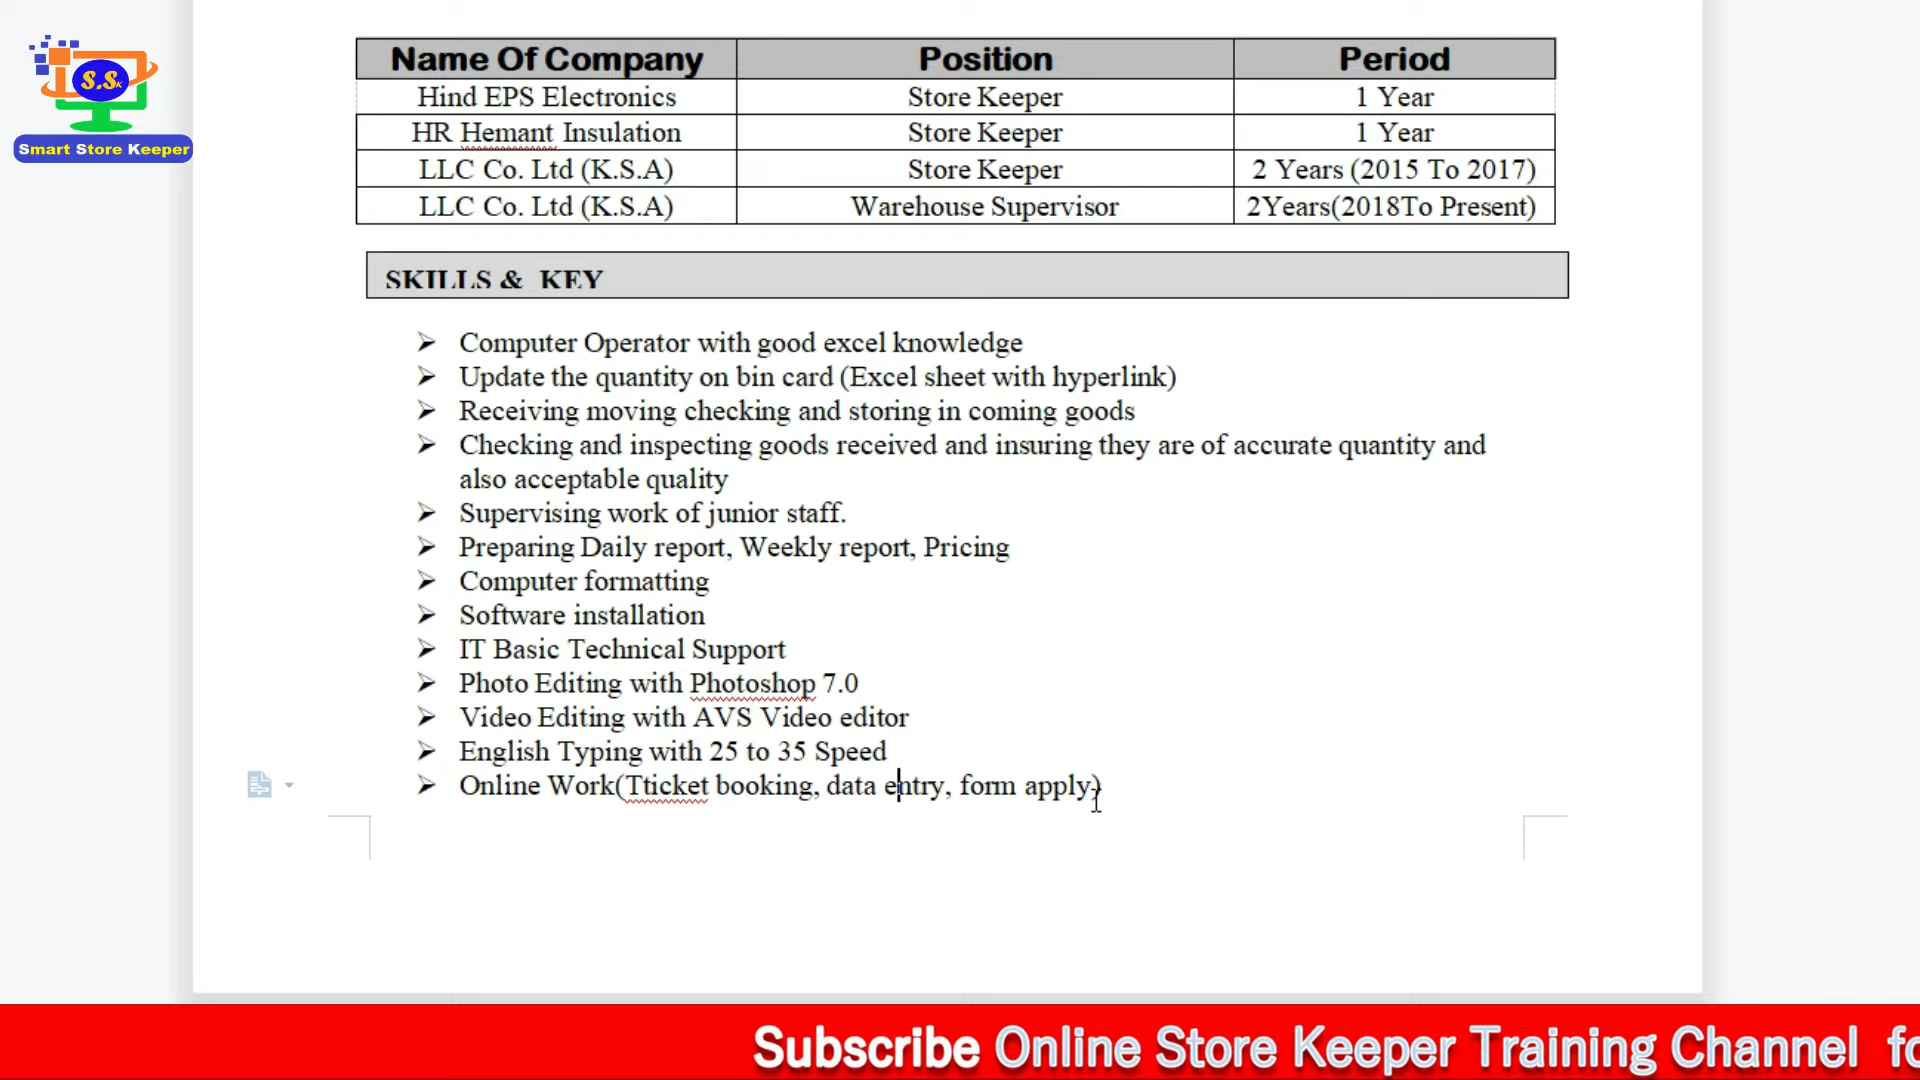 S.Sk
Smart Store Keeper
Name Of Company Position Period
Hind EPS Electronics Store Keeper 1 Year
HR Hemant Insulation Store Keeper 1 Year
LLC Co. Ltd (K.S.A) Store Keeper 2 Years (2015 To 2017)
LLC Co. Ltd (K.S.A) Warehouse Supervisor 2Years(2018To Present)
SKILLS & KEY
➢ Computer Operator with good excel knowledge
➢ Update the quantity on bin card (Excel sheet with hyperlink)
➢ Receiving moving checking and storing in coming goods
➢ Checking and inspecting goods received and insuring they are of accurate quantity and
also acceptable quality
➢ Supervising work of junior staff.
➢ Preparing Daily report, Weekly report, Pricing
➢ Computer formatting
➢ Software installation
➢ IT Basic Technical Support
➢ Photo Editing with Photoshop 7.0
➢ Video Editing with AVS Video editor
➢ English Typing with 25 to 35 Speed
➢ Online Work(Tticket booking, data entry, form apply)
Subscribe Online Store Keeper Training Channel